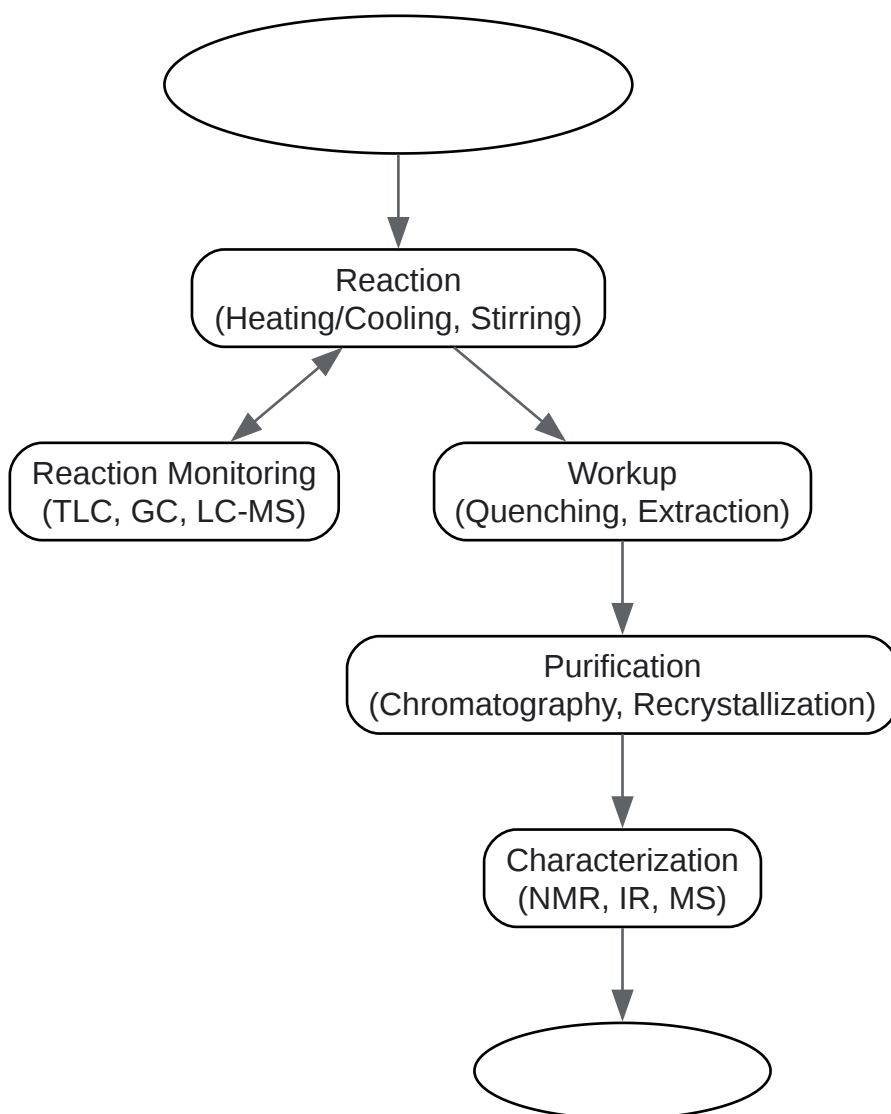 Reaction
(Heating/Cooling, Stirring)
Reaction Monitoring
(TLC, GC, LC-MS)
Workup
(Quenching, Extraction)
Purification
(Chromatography, Recrystallization)
Characterization
(NMR, IR, MS)